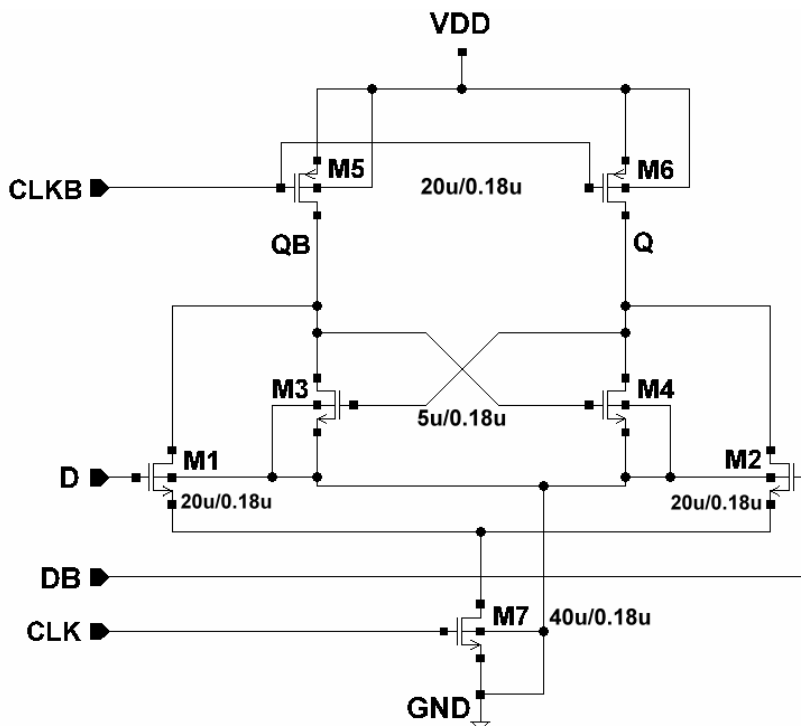 VDD
M5
M6
CLKB
20u/0.18u
QB
Q
M3
M4
5u/0.18u
D
M1
M2
20u/0.18u
20u/0.18u
DB
CLK
M7
40u/0.18u
GND